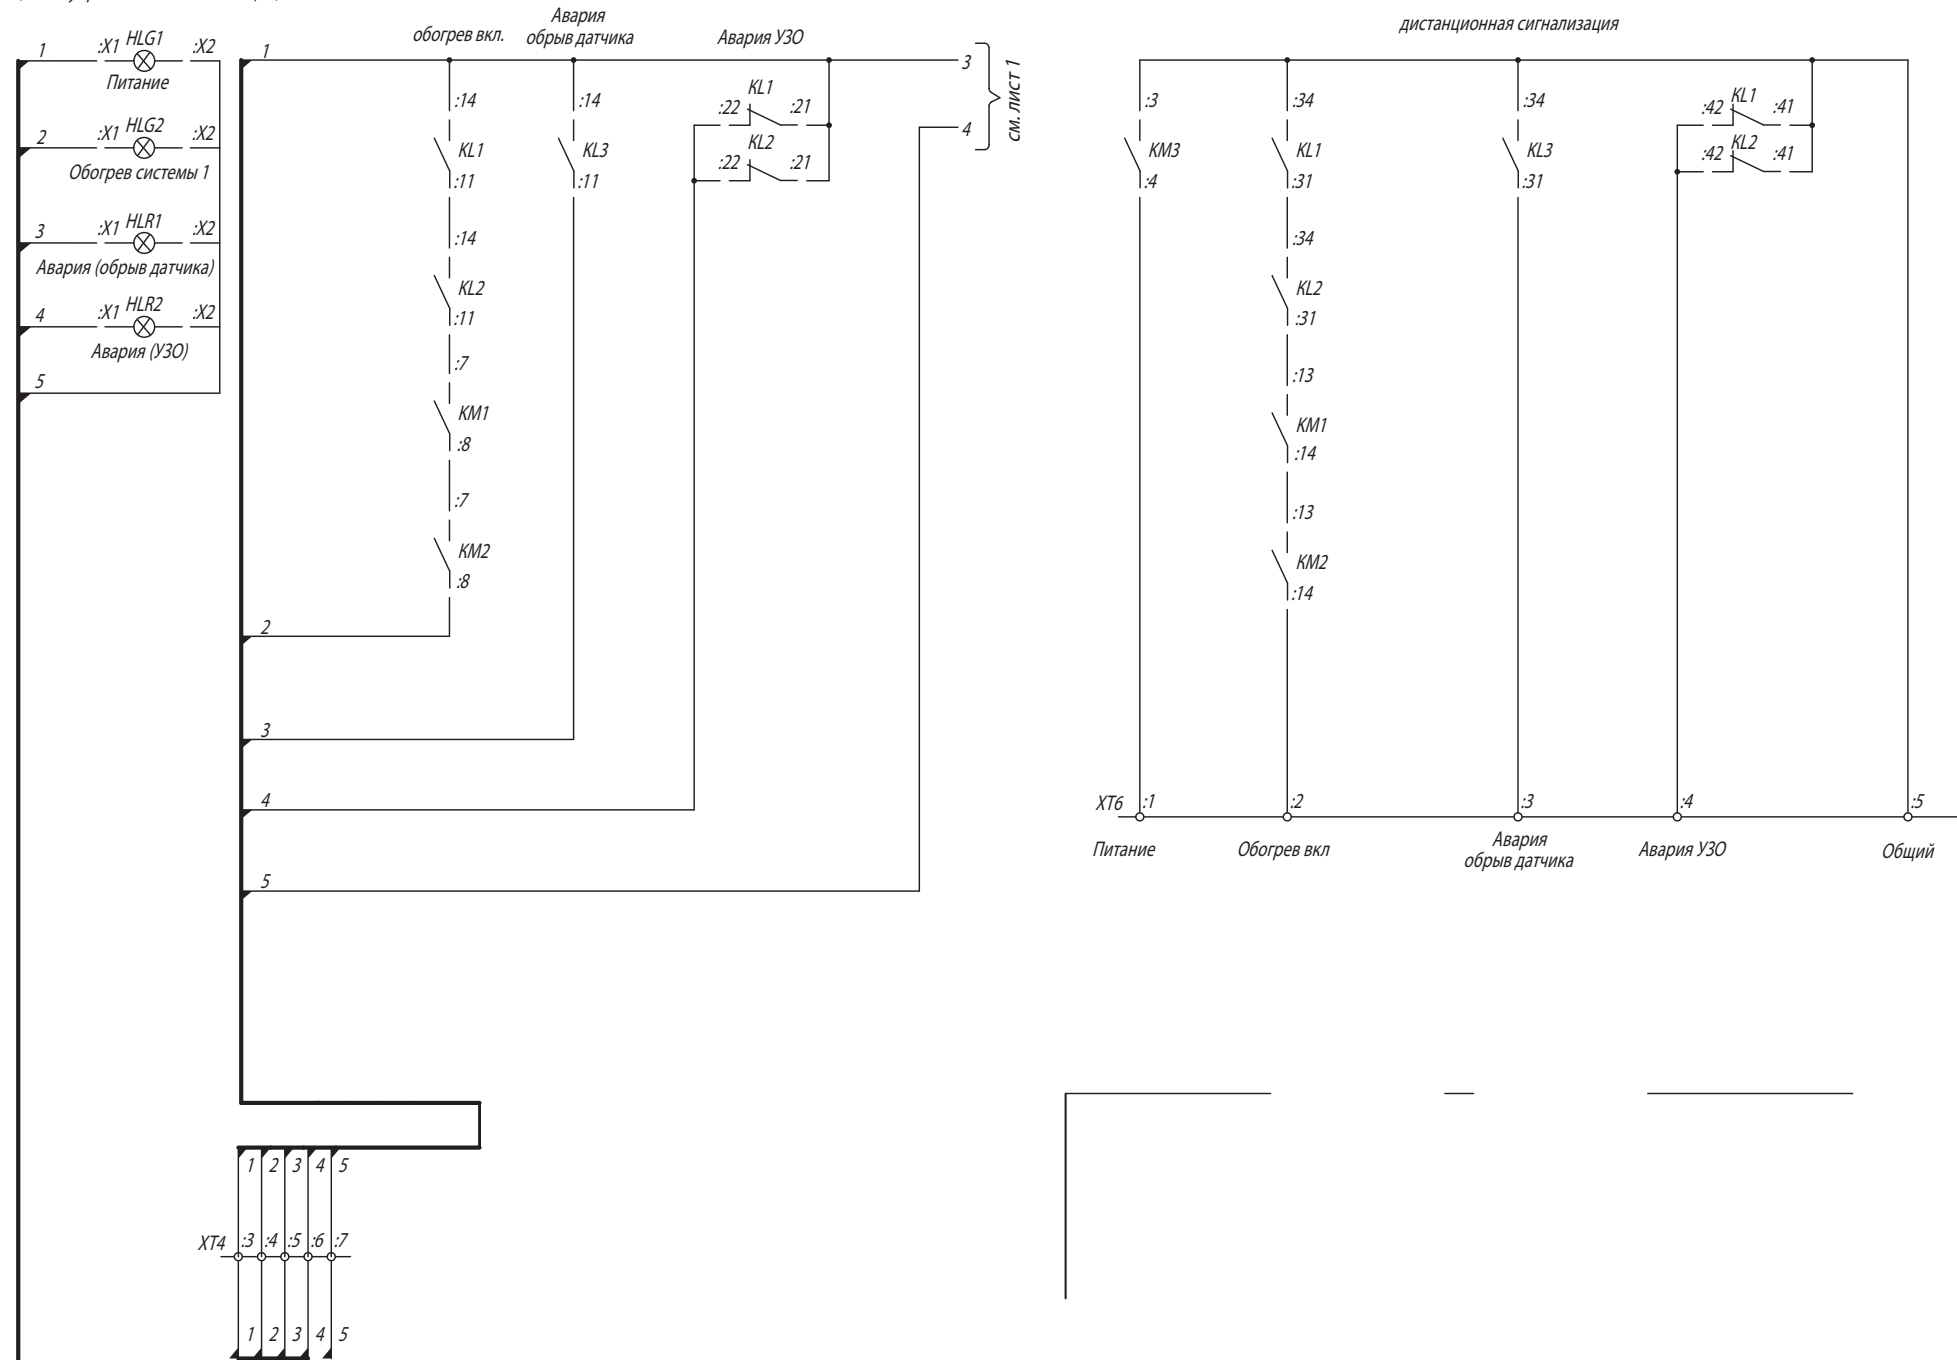 1 :X1 HLG1 :X2
Питание
2 :X1 HLG2 :X2
Обогрев системы 1
3 :X1 HLR1 :X2
Авария (обрыв датчика)
4 :X1 HLR2 :X2
Авария (УЗО)
5
1
обогрев вкл.
Авария
обрыв датчика
Авария УЗО
3
4
см. лист 1
:14
KL1
:11
:14
KL2
:11
:7
KM1
:8
:7
KM2
:8
:14
KL3
:11
KL1
:22 :21
KL2
:22 :21
2
3
4
5
дистанционная сигнализация
:3
KM3
:4
:34
KL1
:31
:34
KL2
:31
:13
KM1
:14
:13
KM2
:14
:34
KL3
:31
KL1
:42 :41
KL2
:42 :41
XT6 :1 :2 :3 :4 :5
Питание
Обогрев вкл
Авария
обрыв датчика
Авария УЗО
Общий
1 2 3 4 5
XT4 :3 :4 :5 :6 :7
1 2 3 4 5